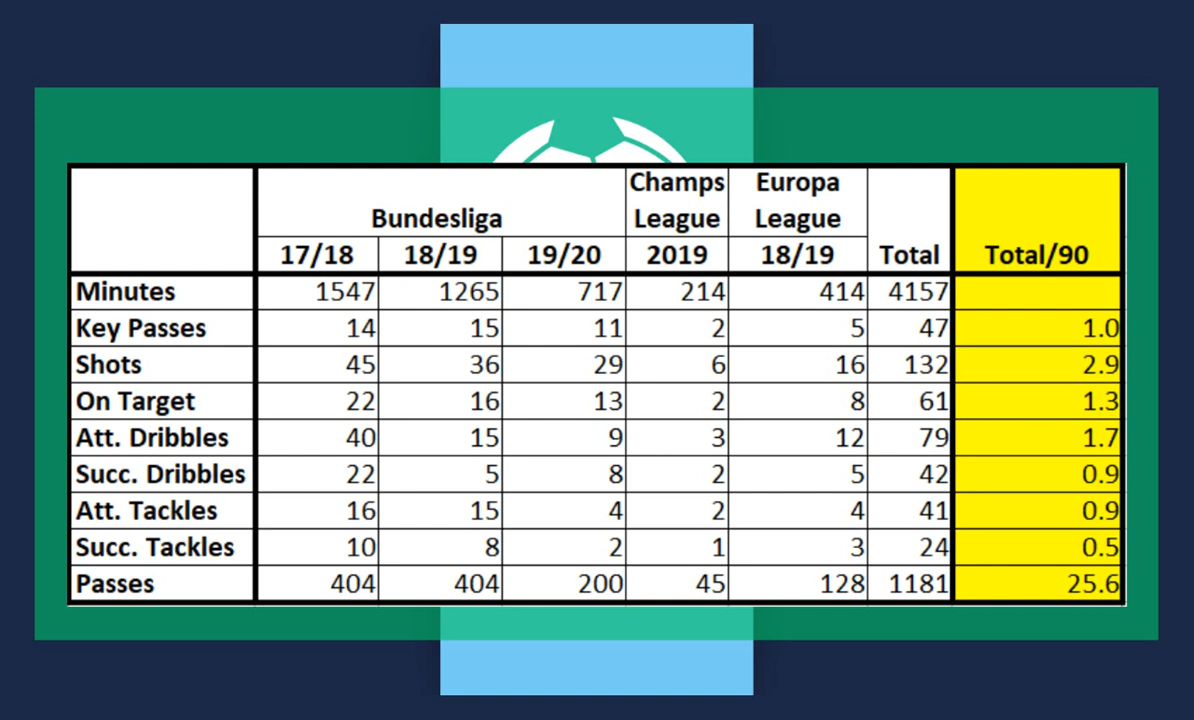 Champs Europa
Bundesliga League League
17/18 18/19 19/20 2019 18/19 Total Total/90
Minutes 1547 1265 717 214 414 4157
Key Passes 14 15 11 2 5 47 1.0
Shots 45 36 29 6 16 132 2.9
On Target 22 16 13 2 8 61 1.3
Att. Dribbles 40 15 9 3 12 79 1.7
Succ. Dribbles 22 5 8 2 5 42 0.9
Att. Tackles 16 15 4 2 4 41 0.9
Succ. Tackles 10 8 2 1 3 24 0.5
Passes 404 404 200 45 128 1181 25.6